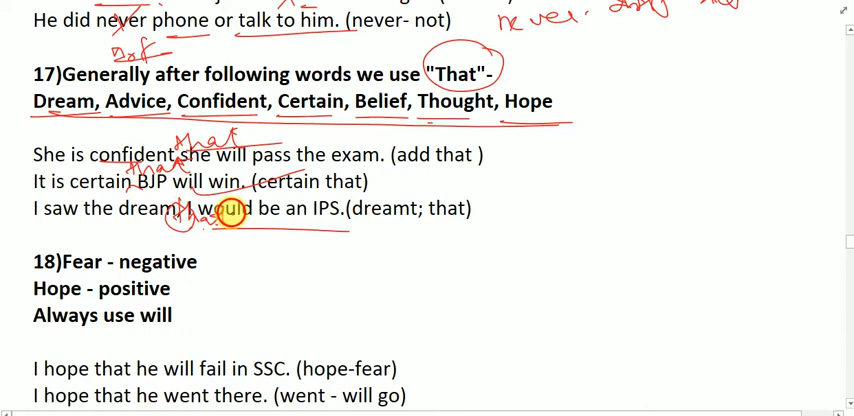 He did never phone or talk to him. (never- not)
never.
Not
17)Generally after following words we use "That"-
Dream, Advice, Confident, Certain, Belief, Thought, Hope
that
She is confident she will pass the exam. (add that )
that
It is certain BJP will win. (certain that)
I saw the dream, I would be an IPS.(dreamt; that)
that
18)Fear - negative
Hope - positive
Always use will
I hope that he will fail in SSC. (hope-fear)
I hope that he went there. (went - will go)